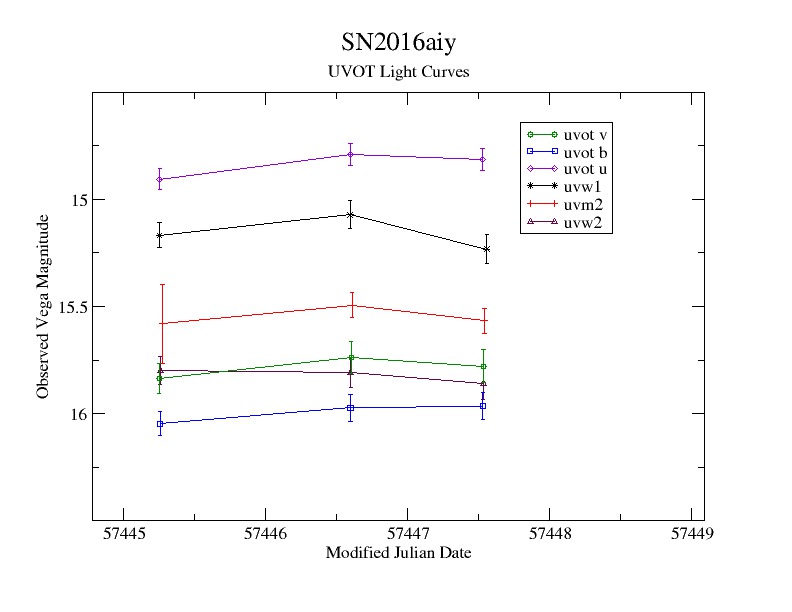 SN2016aiy
UVOT Light Curves
uvot v
uvot b
uvot u
uvw1
uvm2
uvw2
Observed Vega Magnitude
15
15.5
16
57445 57446 57447 57448 57449
Modified Julian Date